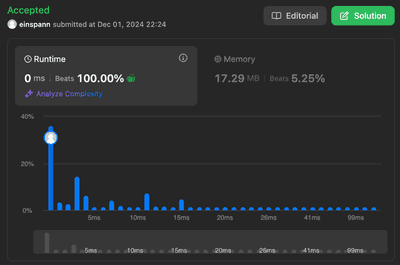 Accepted
einspann submitted at Dec 01, 2024 22:24
Editorial
Solution
Runtime
0 ms | Beats 100.00%
Analyze Complexity
Memory
17.29 MB | Beats 5.25%
40%
20%
0%
5ms 10ms 15ms 20ms 26ms 41ms 99ms
5ms 10ms 15ms 20ms 26ms 41ms 99ms